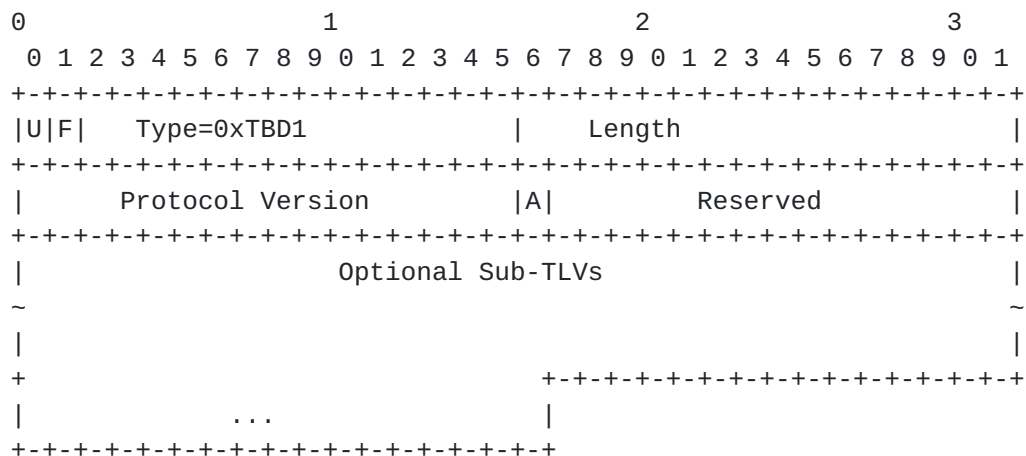 0                   1                   2                   3
 0 1 2 3 4 5 6 7 8 9 0 1 2 3 4 5 6 7 8 9 0 1 2 3 4 5 6 7 8 9 0 1
+-+-+-+-+-+-+-+-+-+-+-+-+-+-+-+-+-+-+-+-+-+-+-+-+-+-+-+-+-+-+-+-+
|U|F|   Type=0xTBD1             |    Length                     |
+-+-+-+-+-+-+-+-+-+-+-+-+-+-+-+-+-+-+-+-+-+-+-+-+-+-+-+-+-+-+-+-+
|      Protocol Version         |A|         Reserved            |
+-+-+-+-+-+-+-+-+-+-+-+-+-+-+-+-+-+-+-+-+-+-+-+-+-+-+-+-+-+-+-+-+
|                    Optional Sub-TLVs                          |
~                                                               ~
|                                                               |
+                                 +-+-+-+-+-+-+-+-+-+-+-+-+-+-+-+
|             ...                 |
+-+-+-+-+-+-+-+-+-+-+-+-+-+-+-+-+-+